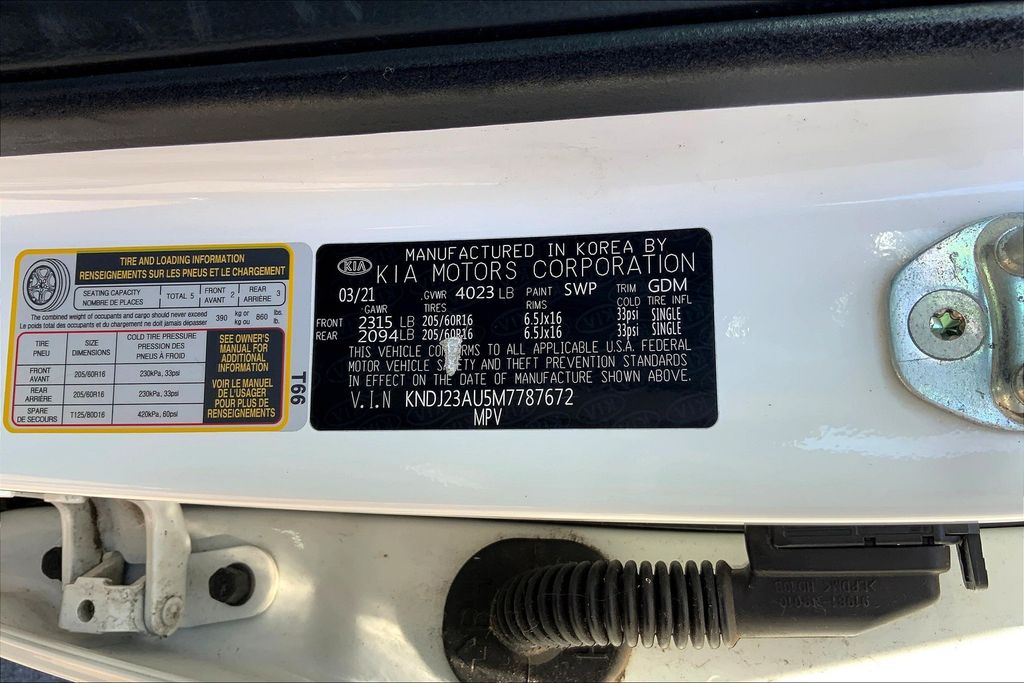 TIRE AND LOADING INFORMATION
RENSEIGNEMENTS SUR LES PNEUS ET LE CHARGEMENT
SEATING CAPACITY
NOMBRE DE PLACES
TOTAL 5
FRONT
AVANT 2
REAR
ARRIÈRE 3
The combined weight of occupants and cargo should never exceed
Le poids total des occupants et du chargement ne doit jamais dépasser
390 kg or 860 lbs.
kg ou lb
TIRE
PNEU
SIZE
DIMENSIONS
COLD TIRE PRESSURE
PRESSION DES
PNEUS À FROID
FRONT
AVANT
205/60R16
230kPa, 33psi
REAR
ARRIÈRE
205/60R16
230kPa, 33psi
SPARE
DE SECOURS
T125/80D16
420kPa, 60psi
SEE OWNER'S
MANUAL FOR
ADDITIONAL
INFORMATION
VOIR LE MANUEL
DE L'USAGER
POUR PLUS DE
RENSEIGNEMENTS
T66
KIA
MANUFACTURED IN KOREA BY
KIA MOTORS CORPORATION
03/21 GVWR 4023 LB PAINT SWP TRIM GDM
GAWR TIRES RIMS COLD TIRE INFL
FRONT 2315 LB 205/60R16 6.5Jx16 33psi SINGLE
REAR 2094 LB 205/60R16 6.5Jx16 33psi SINGLE
THIS VEHICLE TO ALL APPLICABLE U.S.A. FEDERAL
MOTOR VEHICLE SAFETY AND THEFT PREVENTION STANDARDS
IN EFFECT ON THE DATE OF MANUFACTURE SHOWN ABOVE.
V.I.N KNDJ23AU5M7787672
MPV